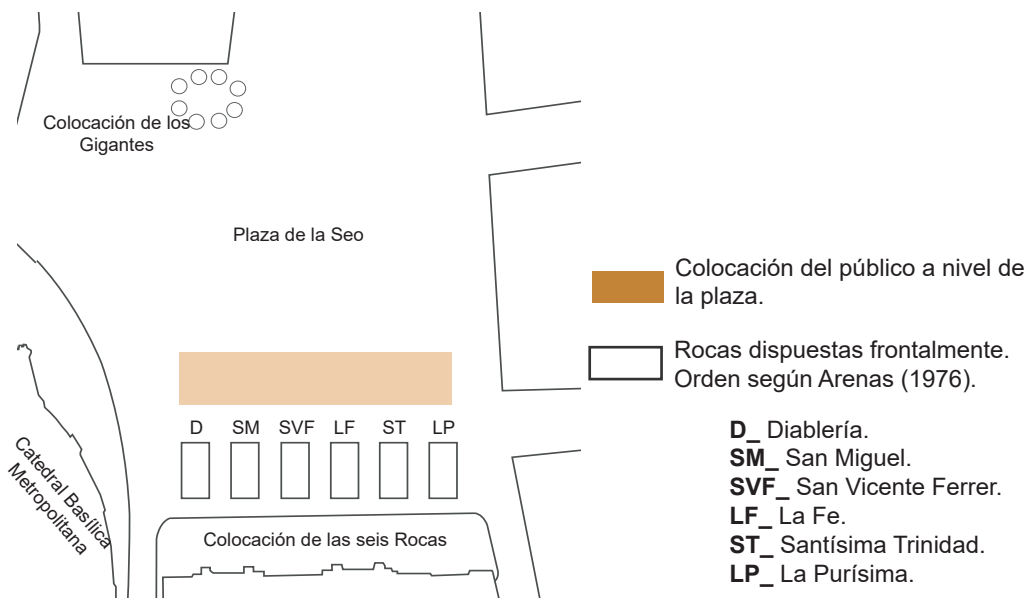 Colocación de los
Gigantes
Plaza de la Seo
Colocación del público a nivel de
la plaza.
Rocas dispuestas frontalmente.
Orden según Arenas (1976).
D SM SVF LF ST LP
D_ Diablería.
SM_ San Miguel.
SVF_ San Vicente Ferrer.
LF_ La Fe.
ST_ Santísima Trinidad.
LP_ La Purísima.
Catedral Basílica
Metropolitana
Colocación de las seis Rocas